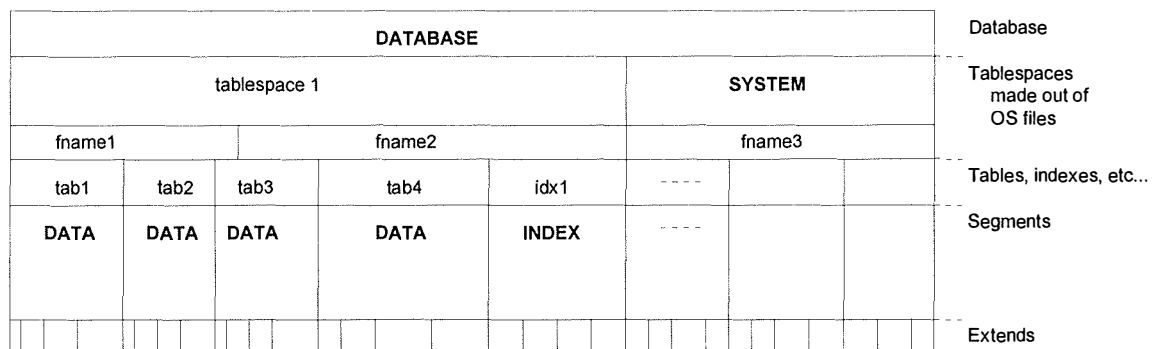 DATABASE
Database
tablespace 1
SYSTEM
Tablespaces
made out of
OS files
fname1
fname2
fname3
tab1
tab2
tab3
tab4
idx1
Tables, indexes, etc...
DATA
DATA
DATA
DATA
INDEX
Segments
Extends